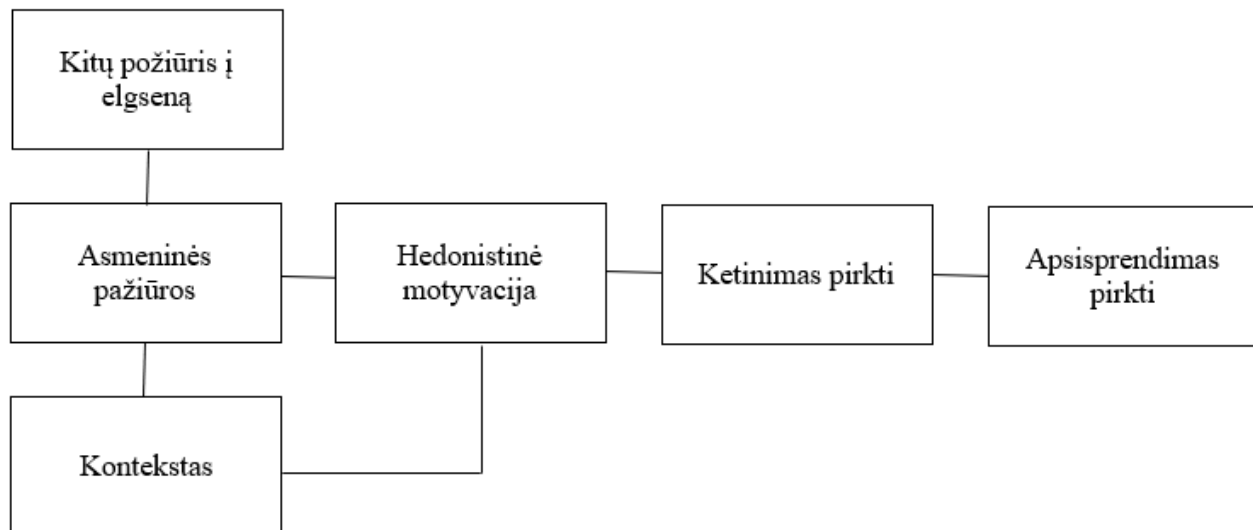 Kitų požiūris į
elgseną
Asmeninės
pažiūros
Hedonistinė
motyvacija
Ketinimas pirkti
Apsisprendimas
pirkti
Kontekstas